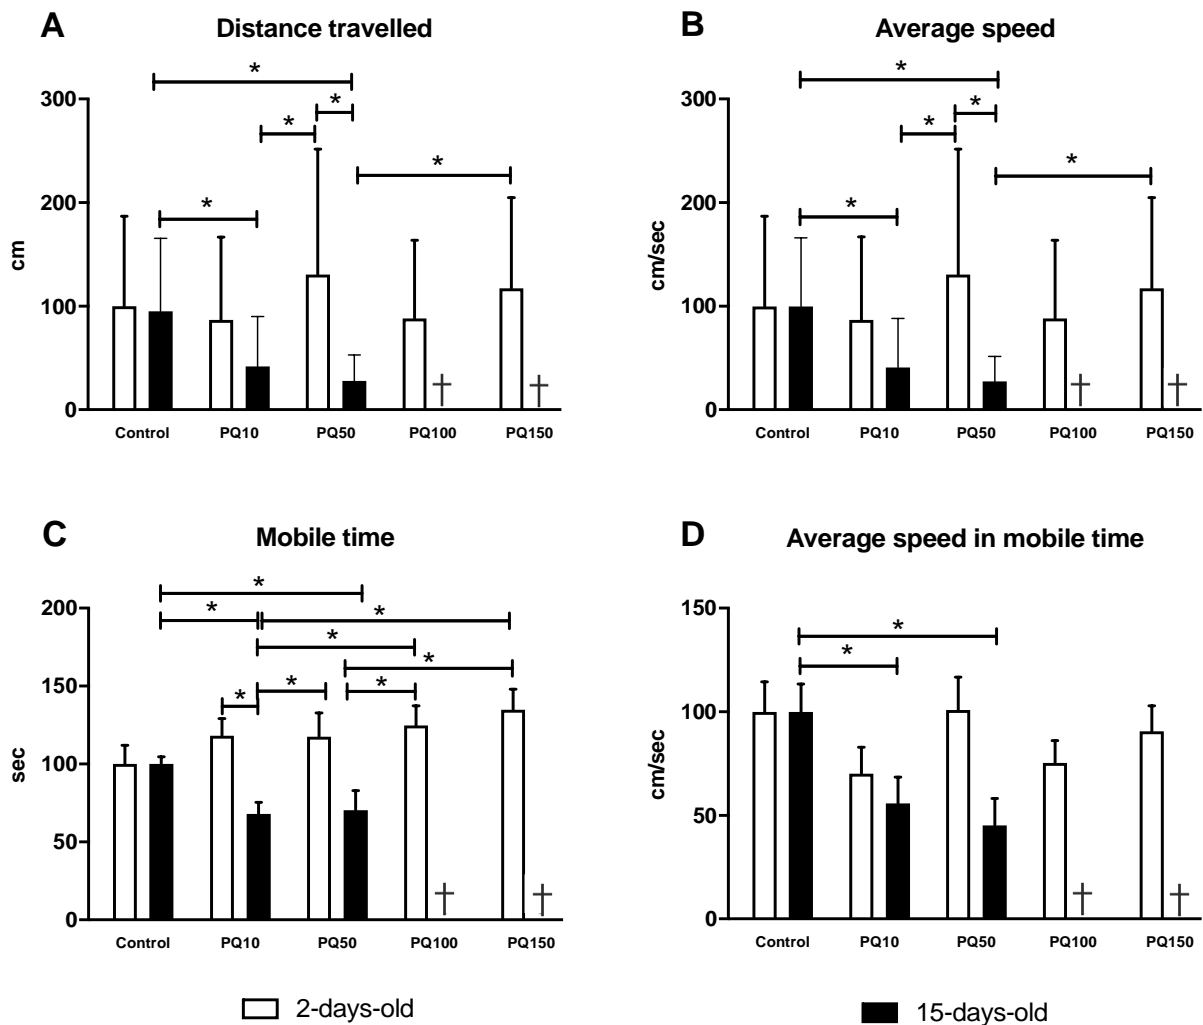 A
Distance travelled
*
*
*
*
*
300
200
100
0
cm
†
†
Control PQ10 PQ50 PQ100 PQ150
B
Average speed
*
*
*
*
*
300
200
100
0
cm/sec
†
†
Control PQ10 PQ50 PQ100 PQ150
C
Mobile time
*
*
*
*
*
*
*
*
200
150
100
50
0
sec
†
†
Control PQ10 PQ50 PQ100 PQ150
D
Average speed in mobile time
*
*
150
100
50
0
cm/sec
†
†
Control PQ10 PQ50 PQ100 PQ150
2-days-old
15-days-old